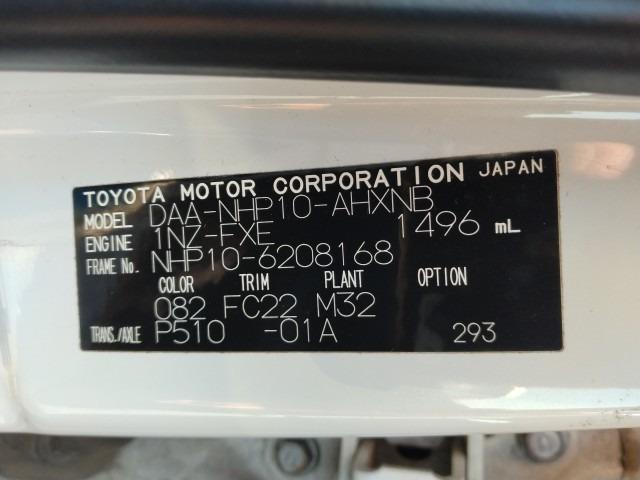 TOYOTA MOTOR CORPORATION JAPAN
MODEL DAA-NHP10-AHXNB
ENGINE 1NZ-FXE 1496 mL
FRAME No. NHP10-6208168
COLOR TRIM PLANT OPTION
082 FC22 M32
TRANS./AXLE P510 -01A 293